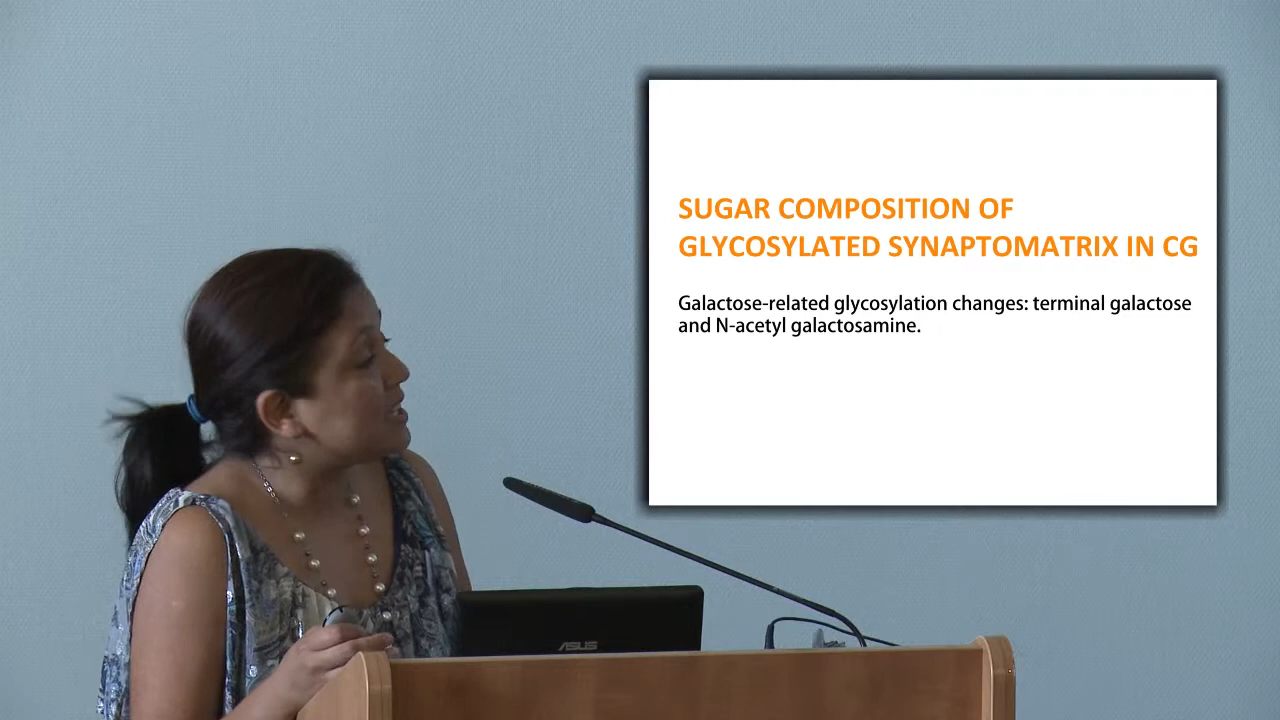 SUGAR COMPOSITION OF
GLYCOSYLATED SYNAPTOMATRIX IN CG
Galactose-related glycosylation changes: terminal galactose
and N-acetyl galactosamine.
ASUS